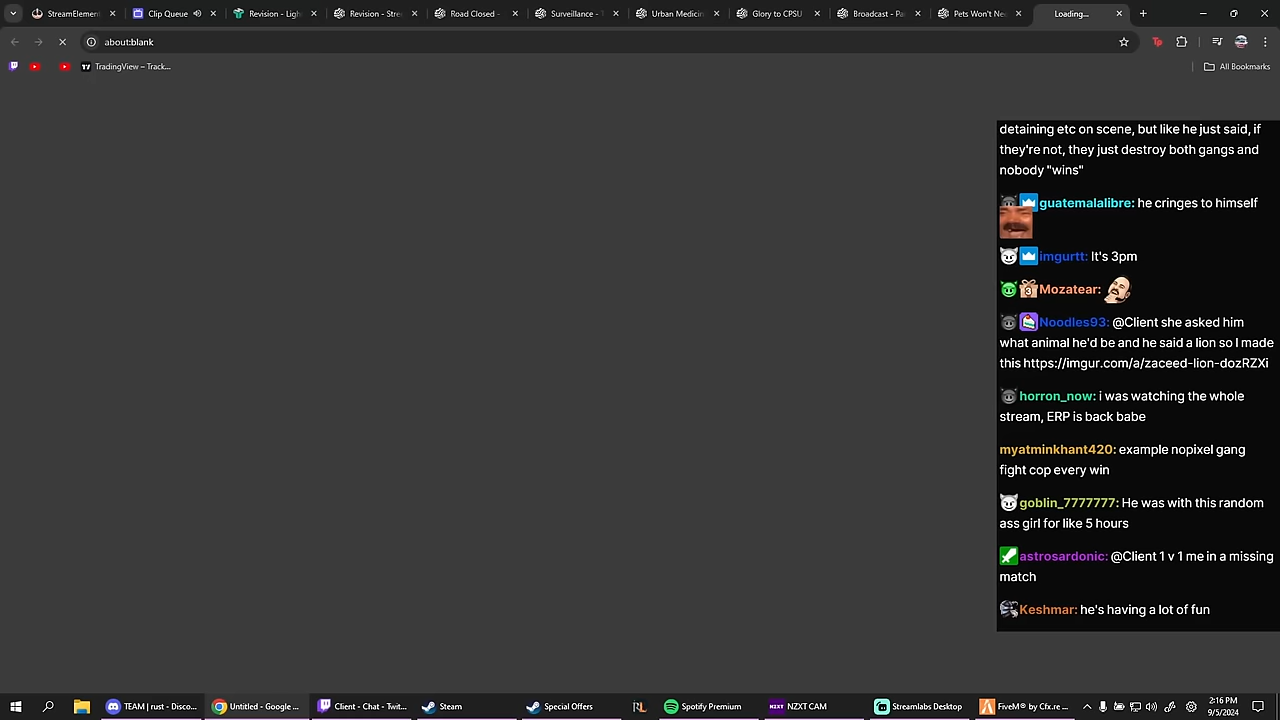 StreamElement
Clip Queue
Revision - Ligh
Revision - Stre
Road Closed -
Surveillance - T
Urban Medicin
Glory to CPSU
Broadcast - Pa
Pets Won't Ne
Loading...
about:blank
TradingView – Track...
All Bookmarks
detaining etc on scene, but like he just said, if
they're not, they just destroy both gangs and
nobody "wins"
guatemalalibre: he cringes to himself
imgurtt: It's 3pm
3 Mozatear:
Noodles93: @Client she asked him
what animal he'd be and he said a lion so I made
this https://imgur.com/a/zaceed-lion-dozRZXi
horron_now: i was watching the whole
stream, ERP is back babe
myatminkhant420: example nopixel gang
fight cop every win
goblin_7777777: He was with this random
ass girl for like 5 hours
astrosardonic: @Client 1 v 1 me in a missing
match
Keshmar: he's having a lot of fun
TEAM | rust - Disco...
Untitled - Google ...
Client - Chat - Twit...
Steam
Special Offers
RL
Spotify Premium
NZXT
NZXT CAM
Streamlabs Desktop
FiveM® by Cfx.re ...
2:16 PM
9/5/2024